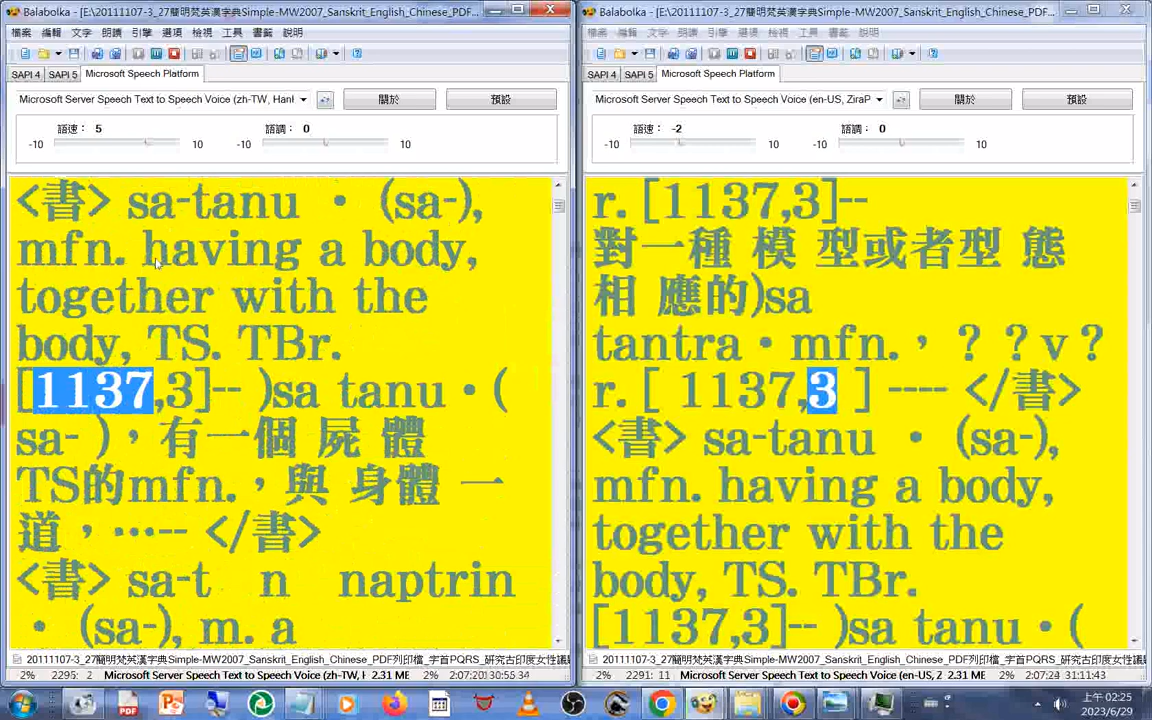 Balabolka - [E:\20111107-3_27簡明梵英漢字典Simple-MW2007_Sanskrit_English_Chinese_PDF...
檔案 編輯 文字 朗讀 引擎 選項 檢視 工具 書籤 說明
SAPI 4 SAPI 5 Microsoft Speech Platform
Microsoft Server Speech Text to Speech Voice (zh-TW, Hanl
關於 預設
語速： 5 語調： 0
-10 10 -10 10
<書> sa-tanu • (sa-),
mfn. having a body,
together with the
body, TS. TBr.
[1137,3]-- )sa tanu•(
sa- )，有一個 屍 體
TS的mfn.，與 身體 一
道，…-- </書>
<書> sa-t n naptrin
• (sa-), m. a
20111107-3_27簡明梵英漢字典Simple-MW2007_Sanskrit_English_Chinese_PDF列印檔_字首PQRS_研究古印度女性議
2% 2295: 2 Microsoft Server Speech Text to Speech Voice (zh-TW, H 2.31 ME 2% 2:07:20/30:55:34
Balabolka - [E:\20111107-3_27簡明梵英漢字典Simple-MW2007_Sanskrit_English_Chinese_PDF...
檔案 編輯 文字 朗讀 引擎 選項 檢視 工具 書籤 說明
SAPI 4 SAPI 5 Microsoft Speech Platform
Microsoft Server Speech Text to Speech Voice (en-US, ZiraP
關於 預設
語速： -2 語調： 0
-10 10 -10 10
r. [1137,3]--
對一種 模 型或者型 態
相 應的)sa
tantra•mfn.，？？v？
r. [ 1137,3 ] ---- </書>
<書> sa-tanu • (sa-),
mfn. having a body,
together with the
body, TS. TBr.
[1137,3]-- )sa tanu•(
20111107-3_27簡明梵英漢字典Simple-MW2007_Sanskrit_English_Chinese_PDF列印檔_字首PQRS_研究古印度女性議
2% 2291: 11 Microsoft Server Speech Text to Speech Voice (en-US, Z 2.31 ME 2% 2:07:24 31:11:43
上午 02:25
2023/6/29